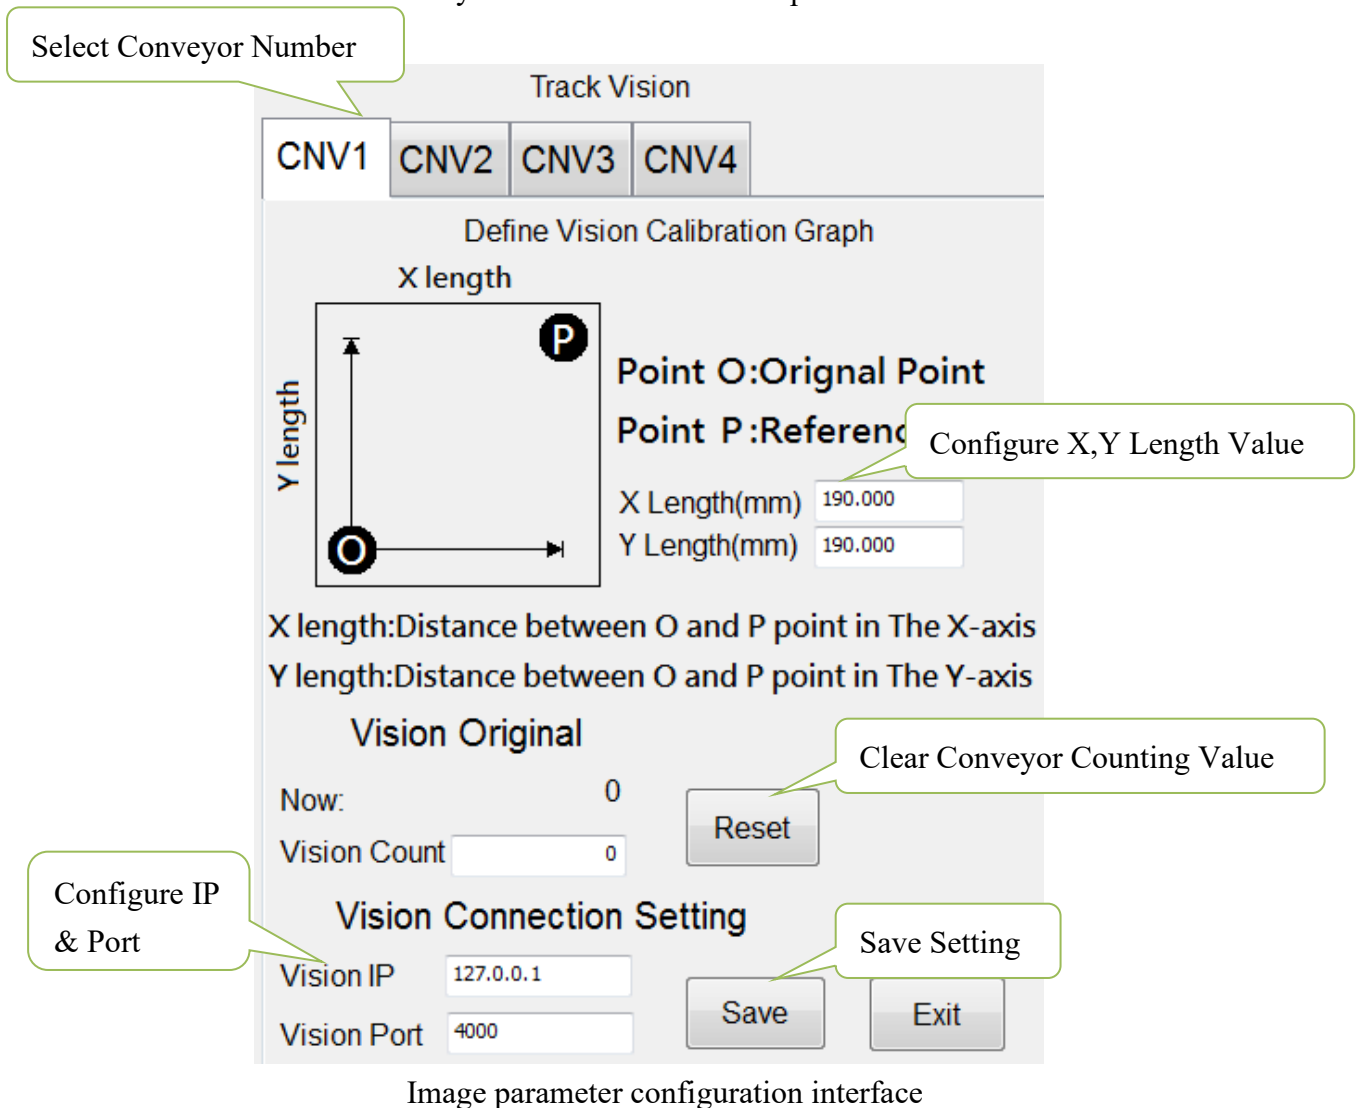 Select Conveyor Number
Track Vision
CNV1 CNV2 CNV3 CNV4
Define Vision Calibration Graph
X length
P
Y length
Point O:Orignal Point
Point P:Referenc
Configure X,Y Length Value
X Length(mm) 190.000
O
Y Length(mm) 190.000
X length:Distance between O and P point in The X-axis
Y length:Distance between O and P point in The Y-axis
Vision Original
Clear Conveyor Counting Value
Now: 0
Reset
Vision Count 0
Configure IP
& Port
Vision Connection Setting
Save Setting
Vision IP 127.0.0.1
Save Exit
Vision Port 4000
Image parameter configuration interface